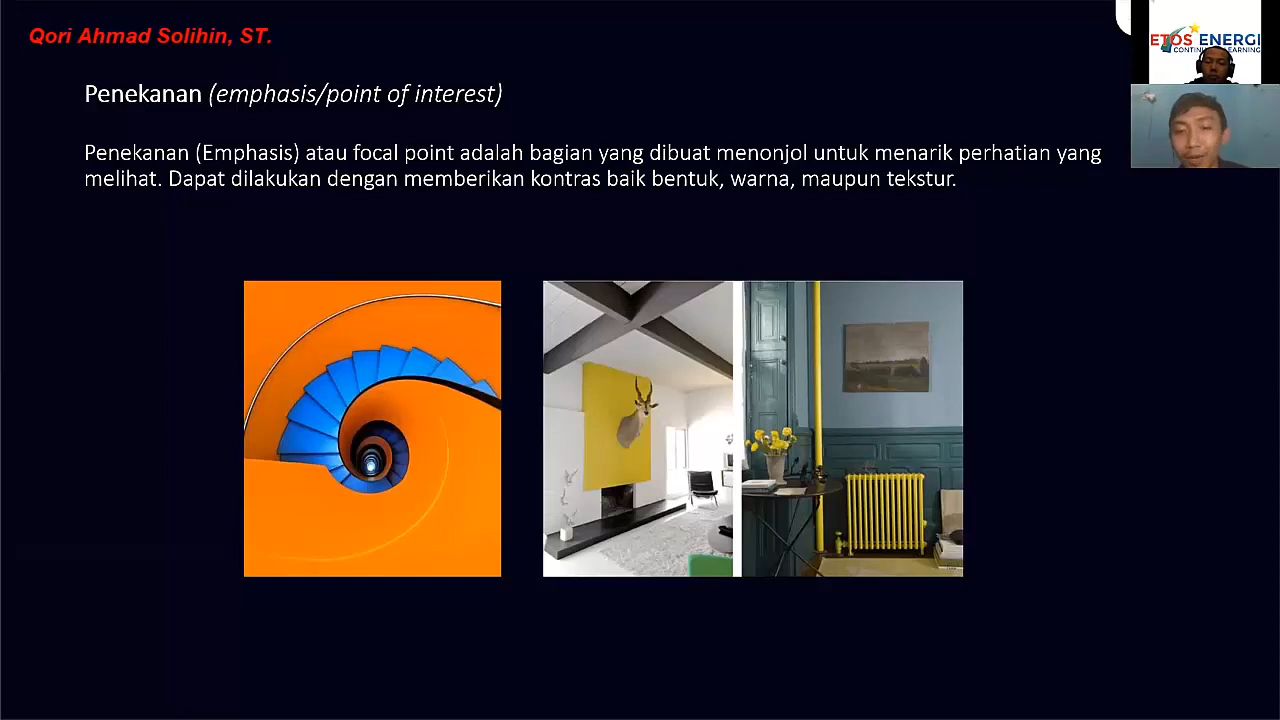 Qori Ahmad Solihin, ST.
ETOS ENERGI
Penekanan (emphasis/point of interest)
Penekanan (Emphasis) atau focal point adalah bagian yang dibuat menonjol untuk menarik perhatian yang
melihat. Dapat dilakukan dengan memberikan kontras baik bentuk, warna, maupun tekstur.